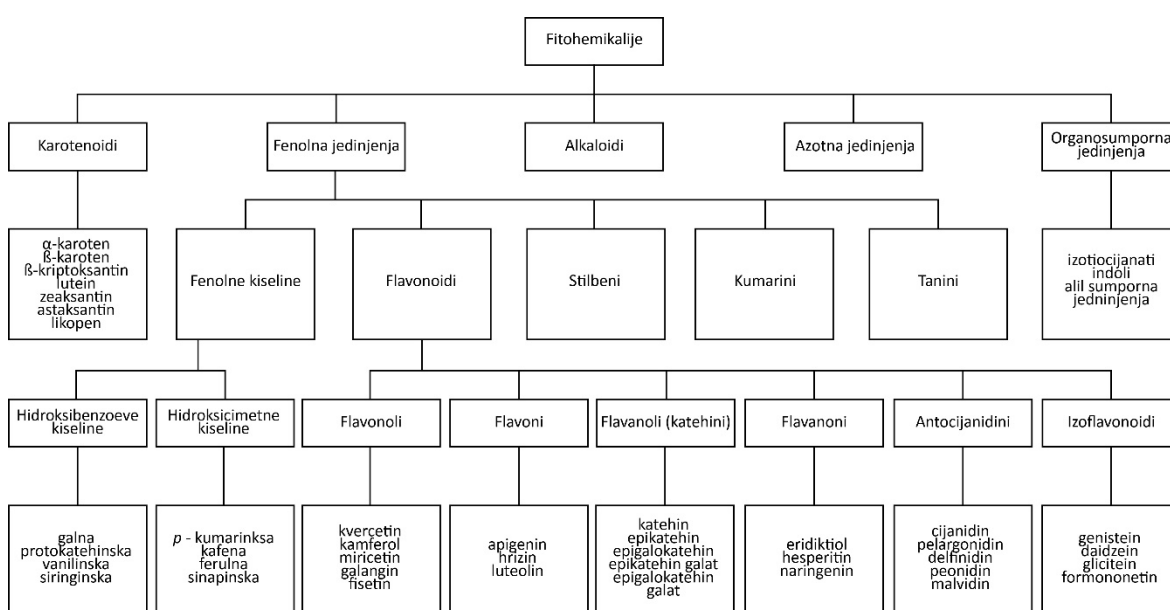 Fitohemikalije
Karotenoidi
Fenolna jedinjenja
Alkaloidi
Azotna jedinjenja
Organosumporna
jedinjenja
α-karoten
ß-karoten
ß-kriptoksantin
lutein
zeaksantin
astaksantin
likopen
Fenolne kiseline
Flavonoidi
Stilbeni
Kumarini
Tanini
izotiocijanati
indoli
alil sumporna
jedninjenja
Hidroksibenzoeve
kiseline
Hidroksicimetne
kiseline
Flavonoli
Flavoni
Flavanoli (katehini)
Flavanoni
Antocijanidini
Izoflavonoidi
galna
protokatehinska
vanilinska
siringinska
p - kumarinksa
kafena
ferulna
sinapinska
kvercetin
kamferol
miricetin
galangin
fisetin
apigenin
hrizin
luteolin
katehin
epikatehin
epigalokatehin
epikatehin galat
epigalokatehin
galat
eridiktiol
hesperitin
naringenin
cijanidin
pelargonidin
delfinidin
peonidin
malvidin
genistein
daidzein
glicitein
formononetin